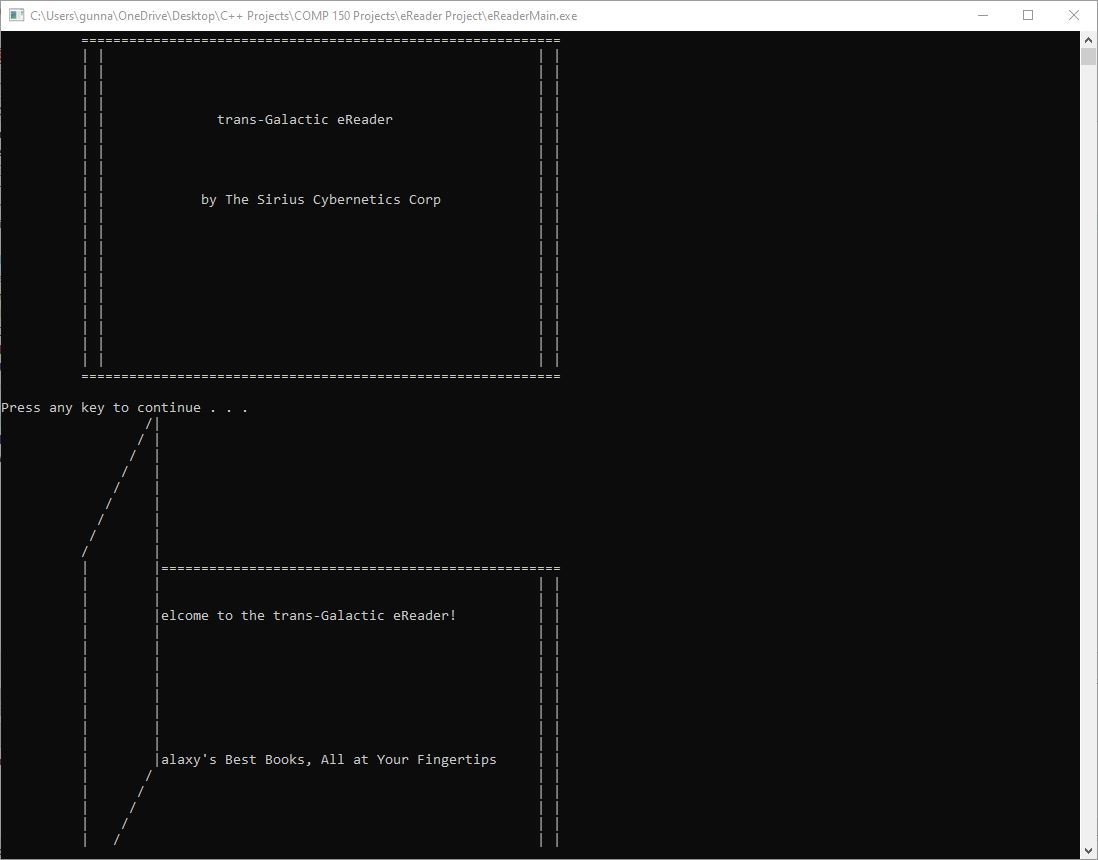 C:\Users\gunna\OneDrive\Desktop\C++ Projects\COMP 150 Projects\eReader Project\eReaderMain.exe
trans-Galactic eReader
by The Sirius Cybernetics Corp
Press any key to continue . . .
elcome to the trans-Galactic eReader!
alaxy's Best Books, All at Your Fingertips